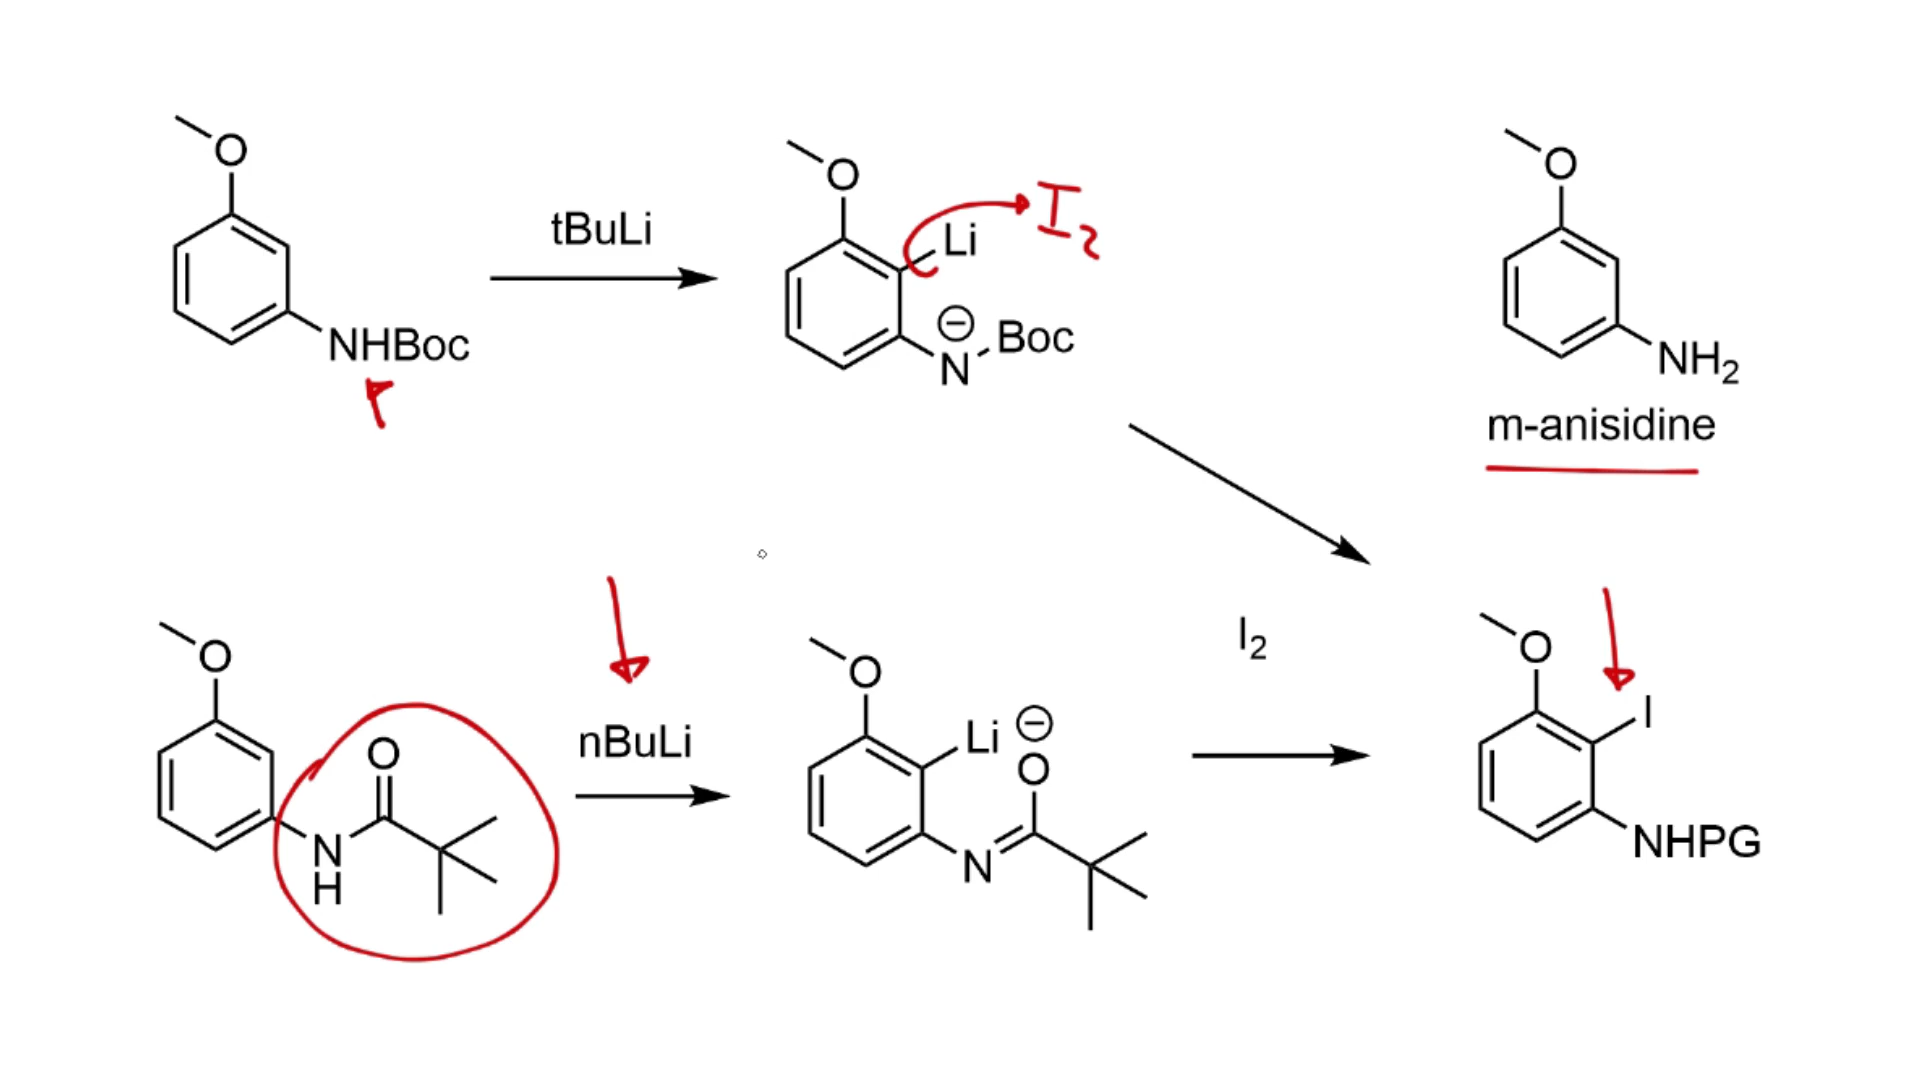 O
NHBoc
tBuLi
O
Li
⊖
N
Boc
I2
O
NH2
m-anisidine
O
O
N
H
nBuLi
O
Li
⊖
O
N
I2
O
I
NHPG